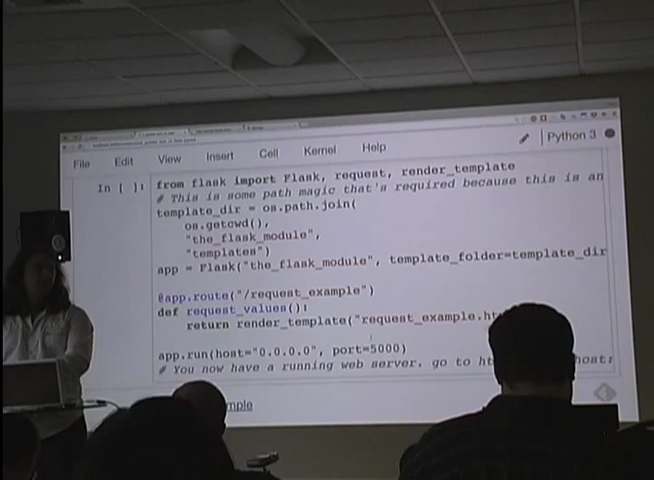 File Edit View Insert Cell Kernel Help Python 3
In [ ]: from flask import Flask, request, render_template
# This is some path magic that's required because this is an
template_dir = os.path.join(
os.getcwd(),
"the_flask_module",
"templates")
app = Flask("the_flask_module", template_folder=template_dir
@app.route("/request_example")
def request_values():
return render_template("request_example.ht
app.run(host="0.0.0.0", port=5000)
# You now have a running web server. go to ht host:
mple